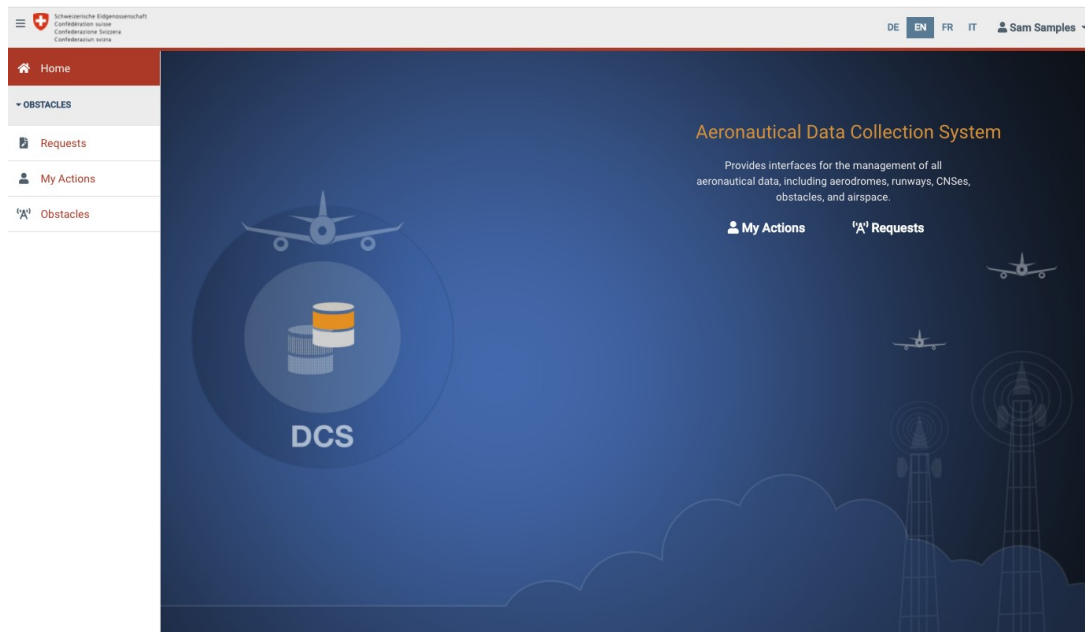 Schweizerische Eidgenossenschaft
Confédération suisse
Confederazione Svizzera
Confederaziun svizra
DE EN FR IT Sam Samples
Home
OBSTACLES
Requests
My Actions
Obstacles
Aeronautical Data Collection System
Provides interfaces for the management of all
aeronautical data, including aerodromes, runways, CNSes,
obstacles, and airspace.
My Actions Requests
DCS